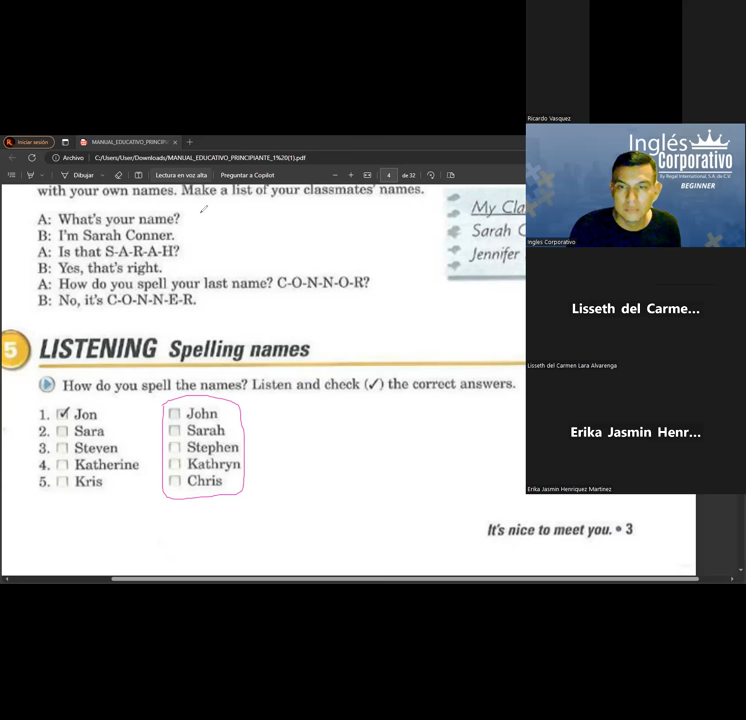 Ricardo Vasquez
Iniciar sesión
MANUAL_EDUCATIVO_PRINCIPI
Archivo
C:/Users/User/Downloads/MANUAL_EDUCATIVO_PRINCIPIANTE_1%20(1).pdf
Dibujar
Lectura en voz alta
Preguntar a Copilot
4
de 32
Inglés
Corporativo
By Regal International, S.A. de C.V.
BEGINNER
Ingles Corporativo
with your own names. Make a list of your classmates' names.
A: What's your name?
B: I'm Sarah Conner.
A: Is that S-A-R-A-H?
B: Yes, that's right.
A: How do you spell your last name? C-O-N-N-O-R?
B: No, it's C-O-N-N-E-R.
My Cla
Sarah C
Jennifer
Lisseth del Carme...
Lisseth del Carmen Lara Alvarenga
5 LISTENING Spelling names
How do you spell the names? Listen and check (✓) the correct answers.
1. Jon John
2. Sara Sarah
3. Steven Stephen
4. Katherine Kathryn
5. Kris Chris
Erika Jasmin Henr...
Erika Jasmin Henriquez Martinez
It's nice to meet you. • 3